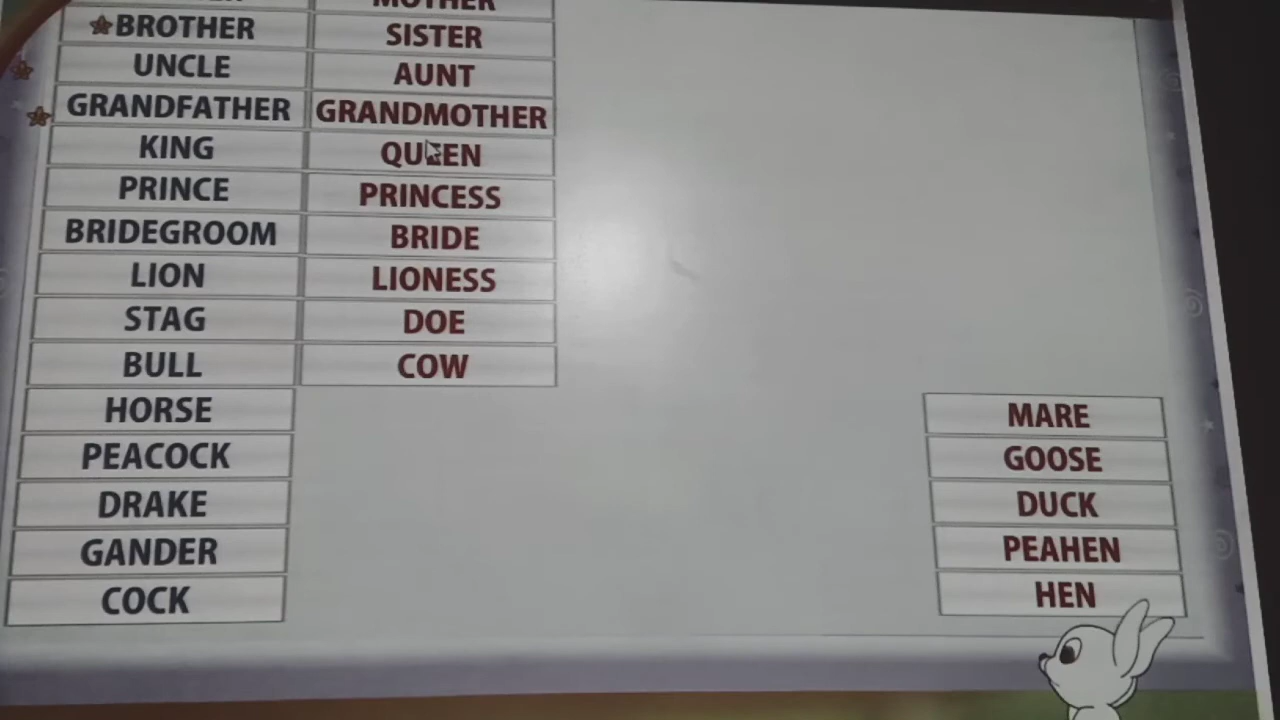 MOTHER
BROTHER SISTER
UNCLE AUNT
GRANDFATHER GRANDMOTHER
KING QUEEN
PRINCE PRINCESS
BRIDEGROOM BRIDE
LION LIONESS
STAG DOE
BULL COW
HORSE MARE
PEACOCK GOOSE
DRAKE DUCK
GANDER PEAHEN
COCK HEN